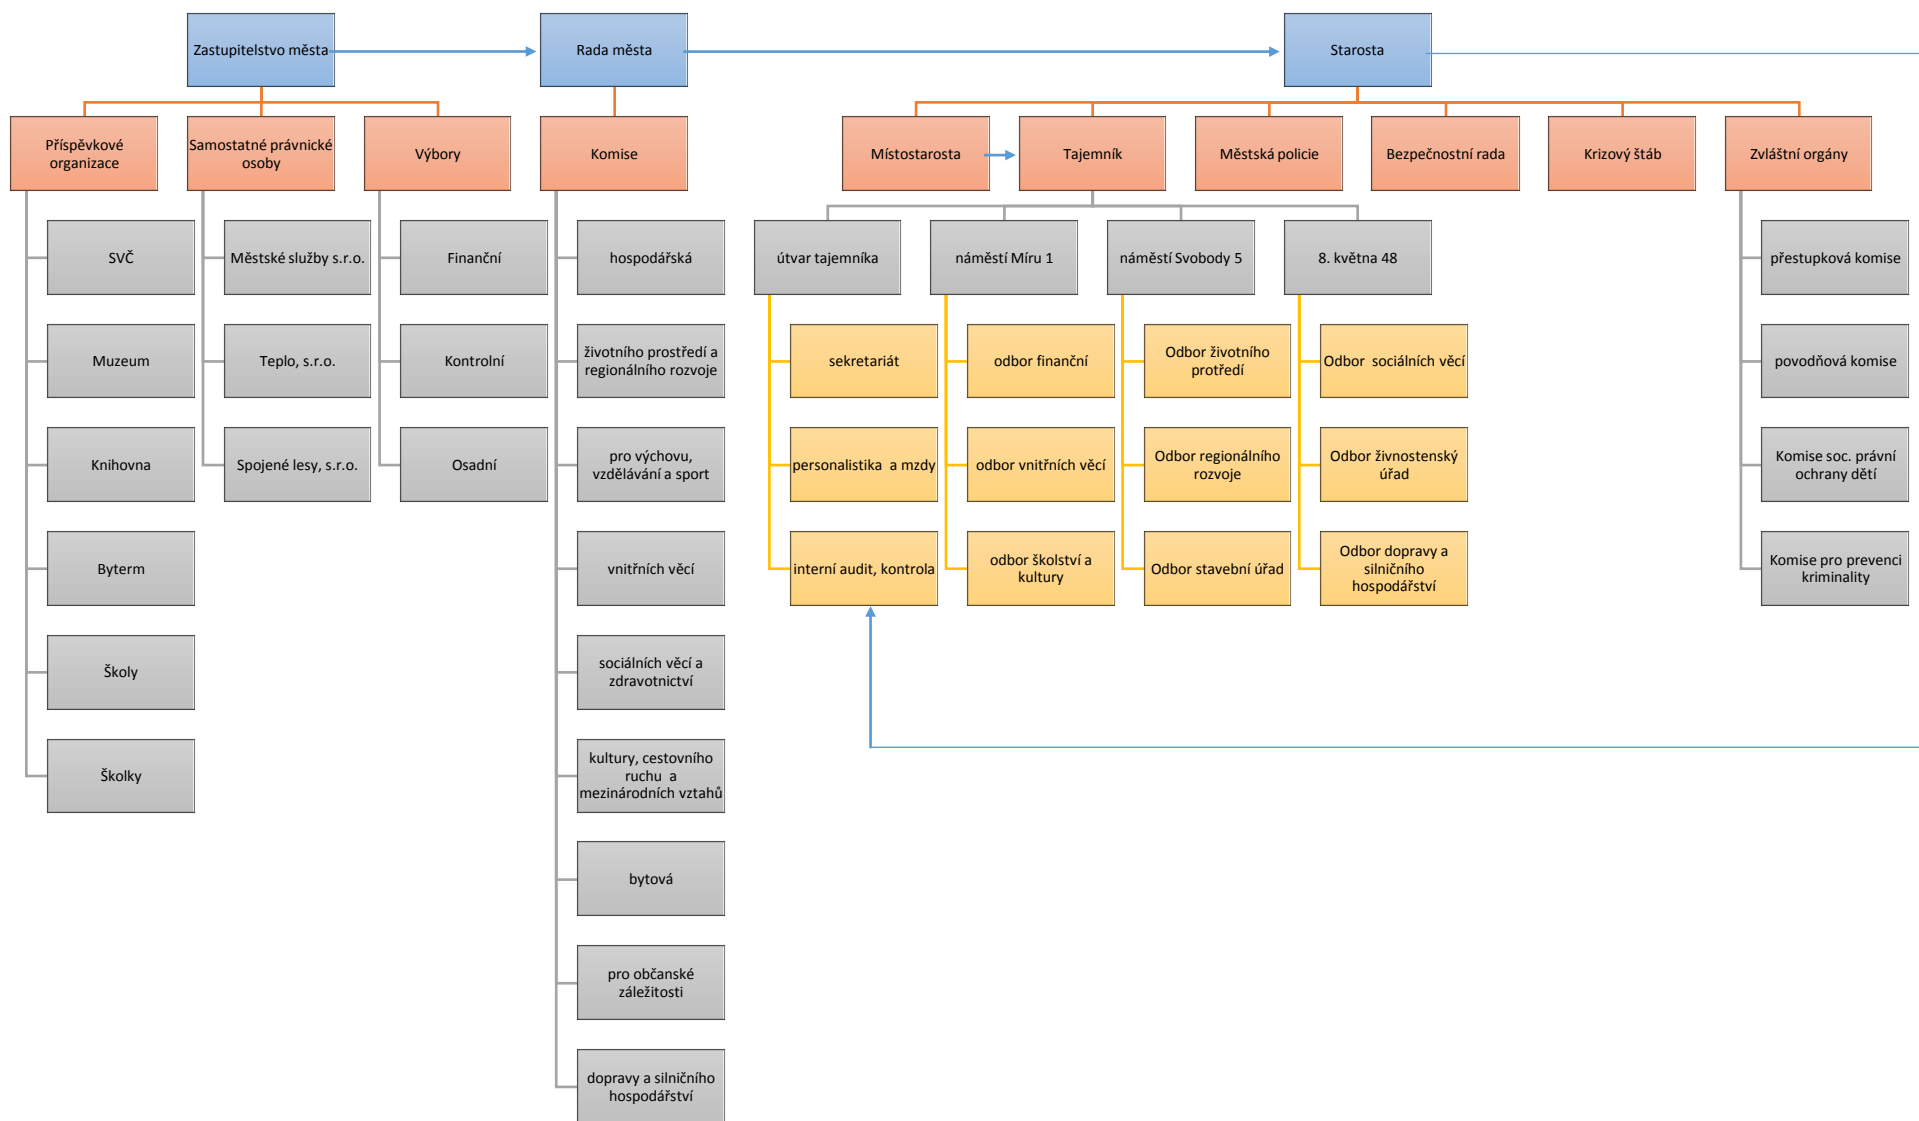 Zastupitelstvo města
Rada města
Starosta
Příspěvkové
organizace
Samostatné právnické
osoby
Výbory
Komise
Místostarosta
Tajemník
Městská policie
Bezpečnostní rada
Krizový štáb
Zvláštní orgány
SVČ
Městské služby s.r.o.
Finanční
hospodářská
útvar tajemníka
náměstí Míru 1
náměstí Svobody 5
8. května 48
přestupková komise
Muzeum
Teplo, s.r.o.
Kontrolní
životního prostředí a
regionálního rozvoje
sekretariát
odbor finanční
Odbor životního
protředí
Odbor  sociálních věcí
povodňová komise
Knihovna
Spojené lesy, s.r.o.
Osadní
pro výchovu,
vzdělávání a sport
personalistika  a mzdy
odbor vnitřních věcí
Odbor regionálního
rozvoje
Odbor živnostenský
úřad
Komise soc. právní
ochrany dětí
Byterm
vnitřních věcí
interní audit, kontrola
odbor školství a
kultury
Odbor stavební úřad
Odbor dopravy a
silničního
hospodářství
Komise pro prevenci
kriminality
Školy
sociálních věcí a
zdravotnictví
Školky
kultury, cestovního
ruchu  a
mezinárodních vztahů
bytová
pro občanské
záležitosti
dopravy a silničního
hospodářství